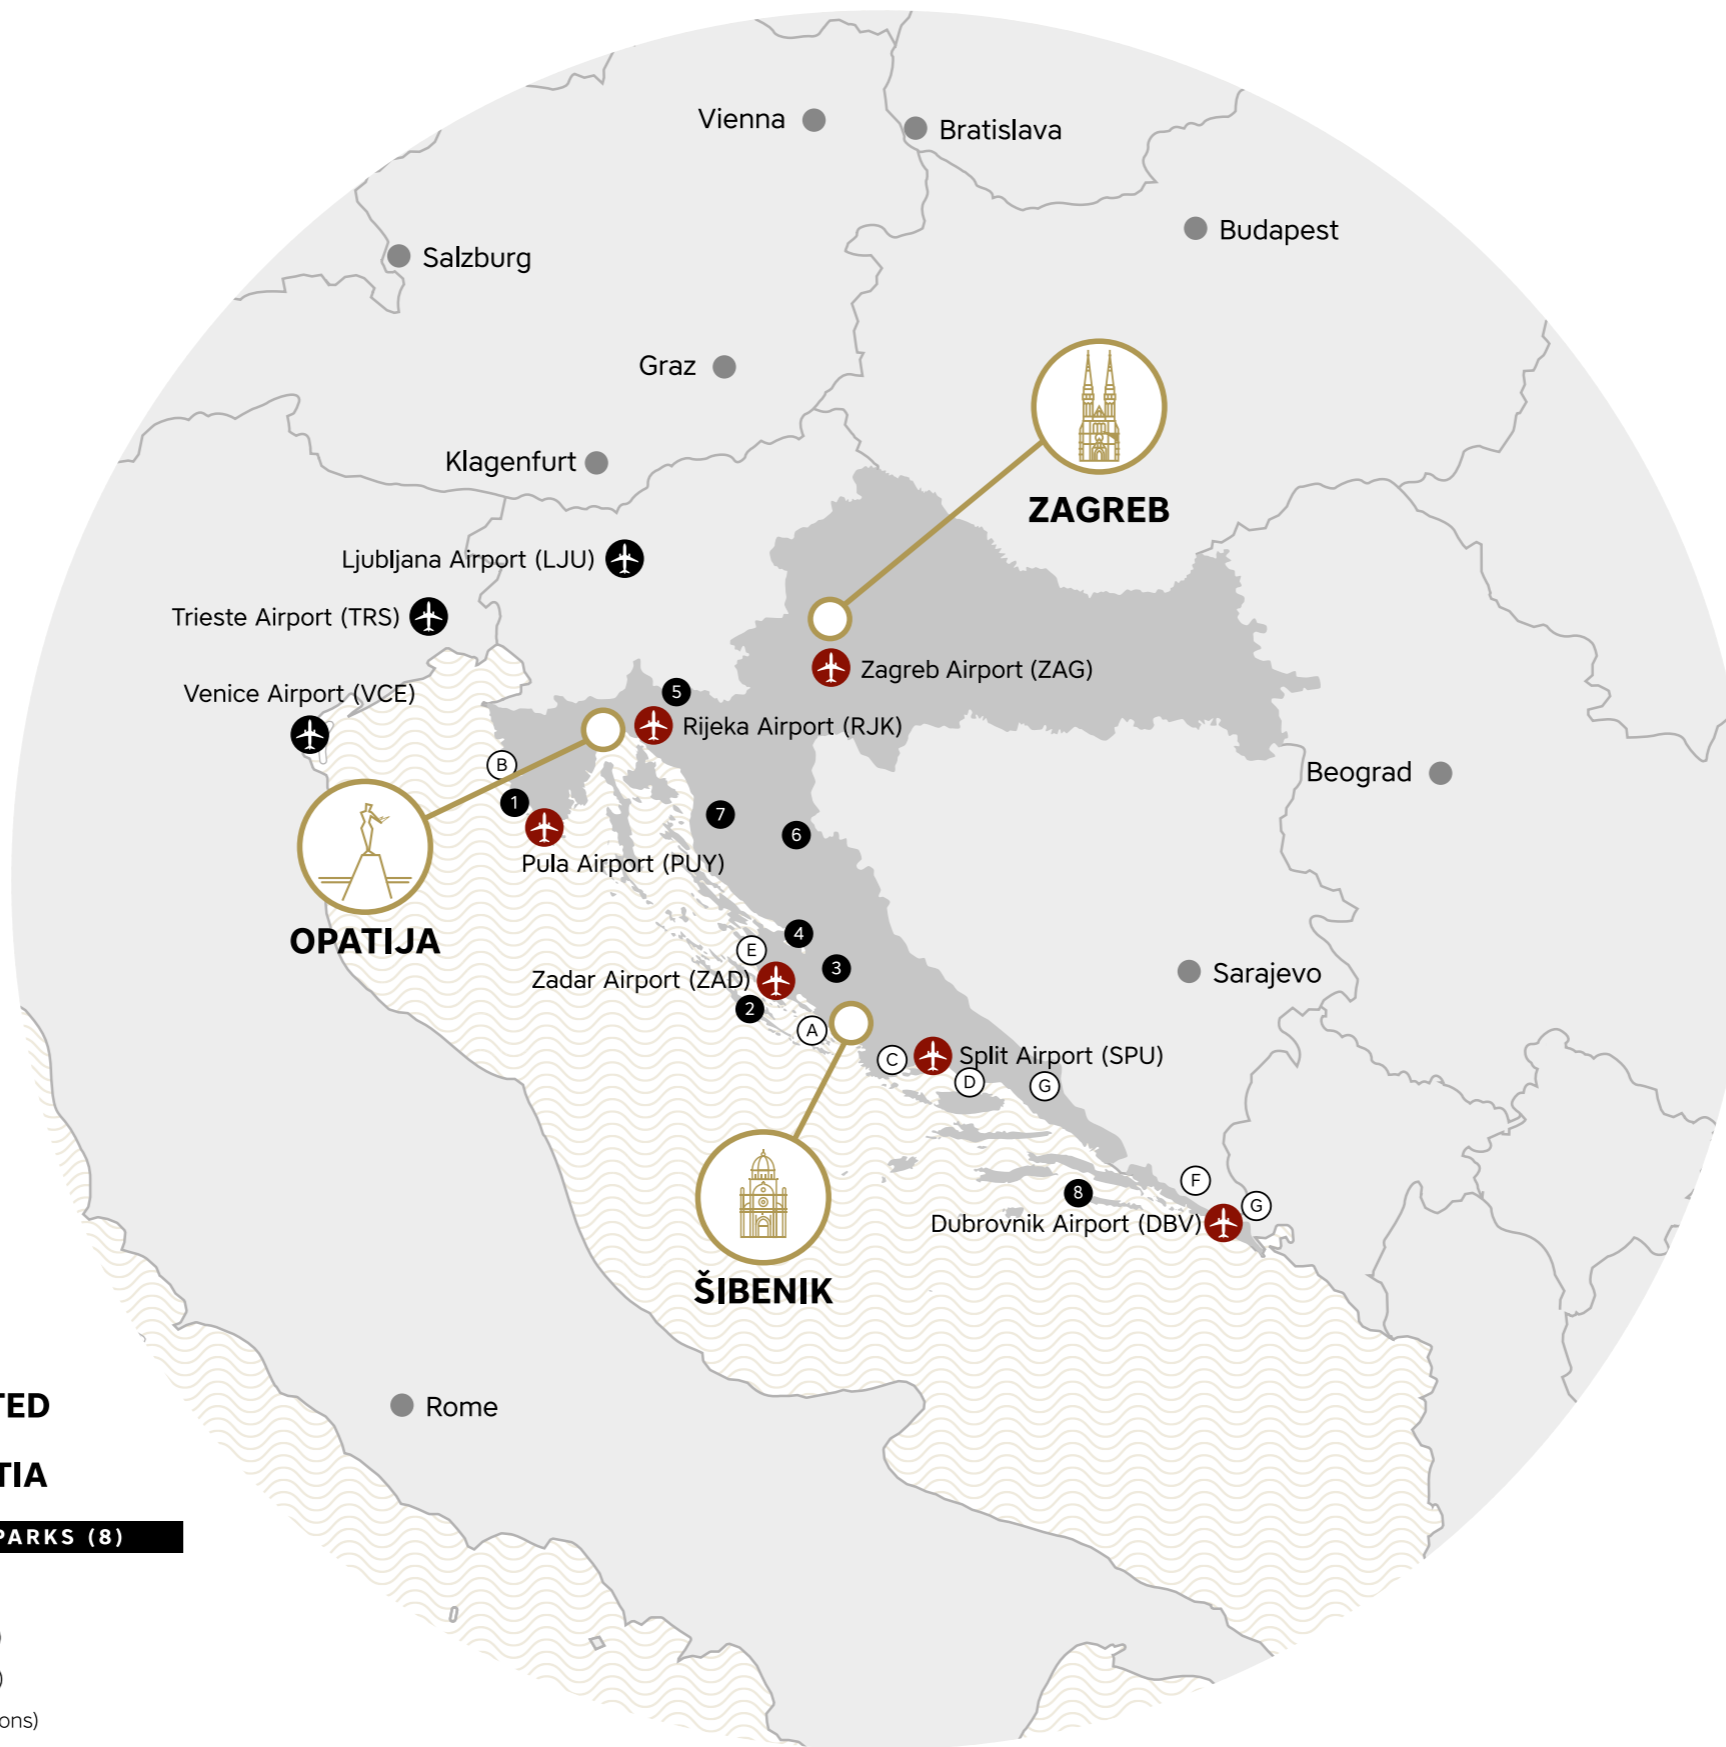 Vienna
Bratislava
Budapest
Salzburg
Graz
Klagenfurt
ZAGREB
Ljubljana Airport (LJU)
Trieste Airport (TRS)
Zagreb Airport (ZAG)
Venice Airport (VCE)
5
Rijeka Airport (RJK)
B
Beograd
1
7
6
Pula Airport (PUY)
OPATIJA
4
E
3
Zadar Airport (ZAD)
Sarajevo
2
A
C
Split Airport (SPU)
D
G
F
8
G
Dubrovnik Airport (DBV)
ŠIBENIK
Rome
TED
TIA
PARKS (8)
)
)
ons)